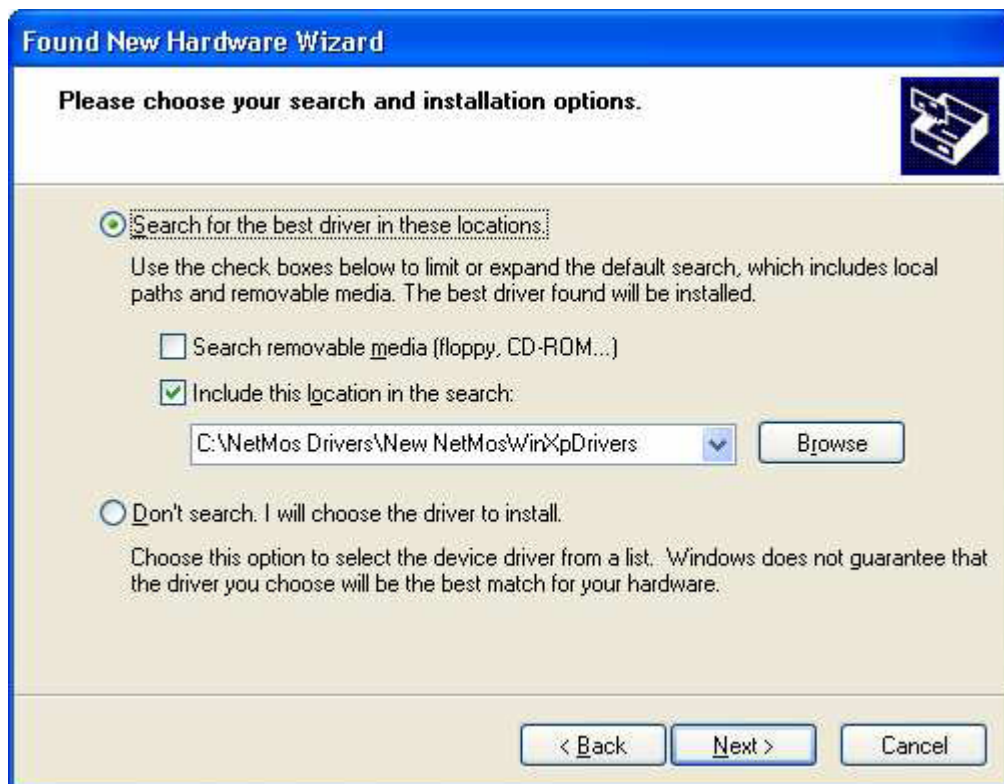 Found New Hardware Wizard
Please choose your search and installation options.
Search for the best driver in these locations.
Use the check boxes below to limit or expand the default search, which includes local
paths and removable media. The best driver found will be installed.
Search removable media (floppy, CD-ROM...)
Include this location in the search:
C:\NetMos Drivers\New NetMosWinXpDrivers
Browse
Don't search. I will choose the driver to install.
Choose this option to select the device driver from a list. Windows does not guarantee that
the driver you choose will be the best match for your hardware.
< Back
Next >
Cancel